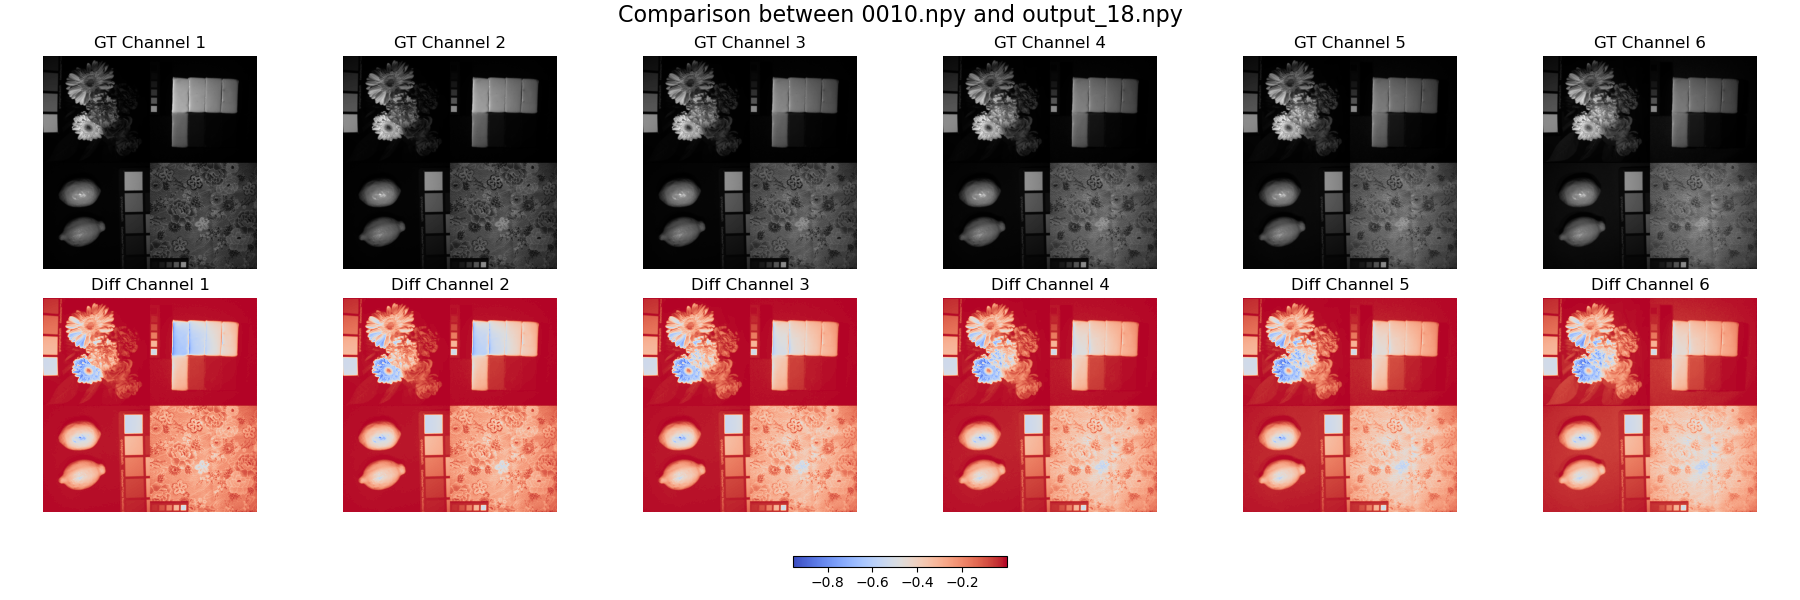 Comparison between 0010.npy and output_18.npy
GT Channel 1
GT Channel 2
GT Channel 3
GT Channel 4
GT Channel 5
GT Channel 6
Diff Channel 1
Diff Channel 2
Diff Channel 3
Diff Channel 4
Diff Channel 5
Diff Channel 6
−0.8 −0.6 −0.4 −0.2